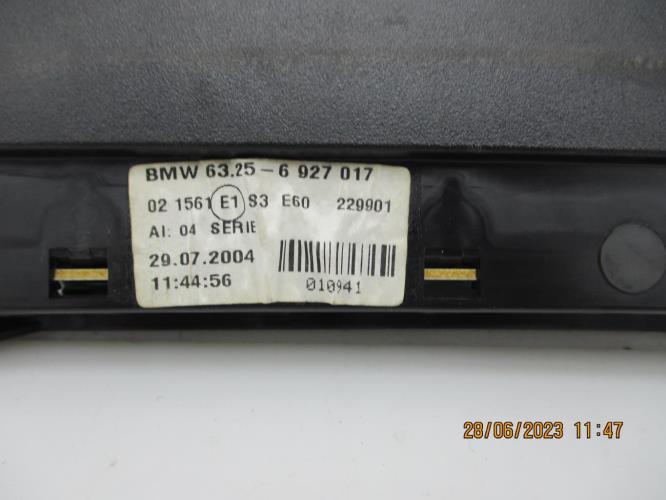 BMW 63.25-6 927 017
02 1561 E1 S3 E60 229901
AI: 04 SERIE
29.07.2004
11:44:56
010941
28/06/2023 11:47